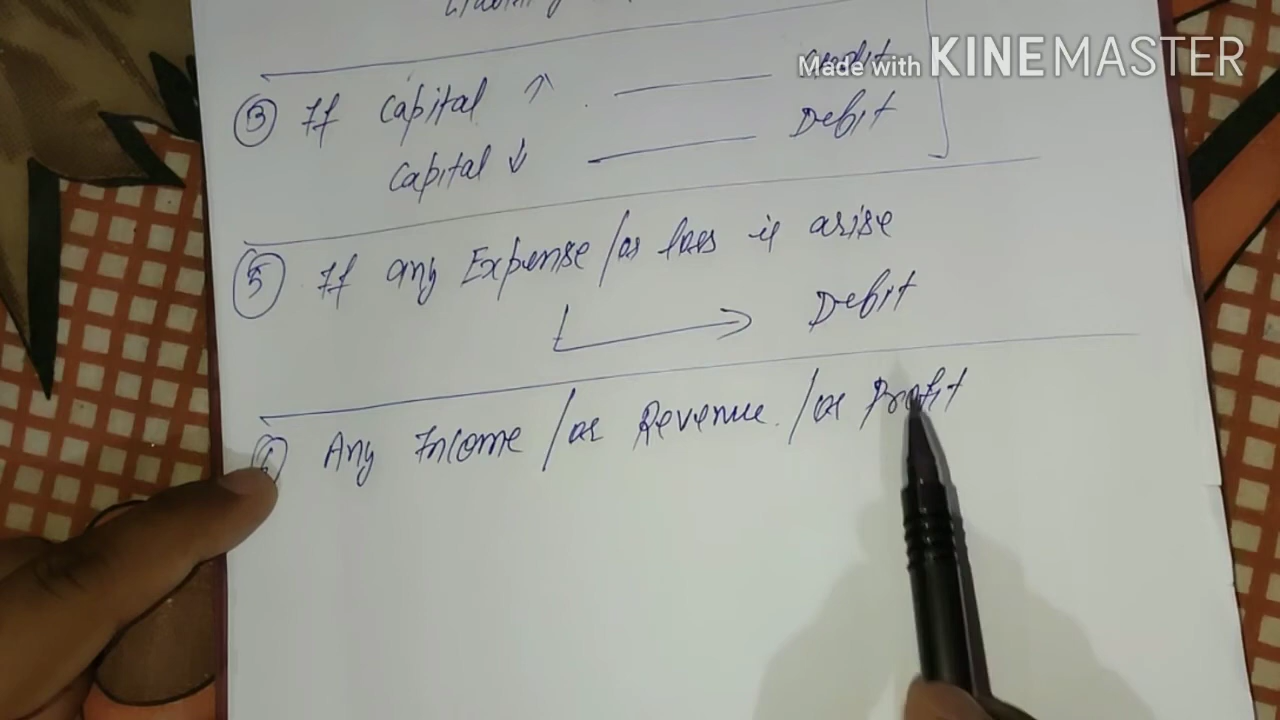 Made with KINEMASTER
③ If Capital ↑ —— credit
Capital ↓ —— Debit
⑤ If any Expense / or loss is arise
Debit
Any Income / or Revenue. / or Profit